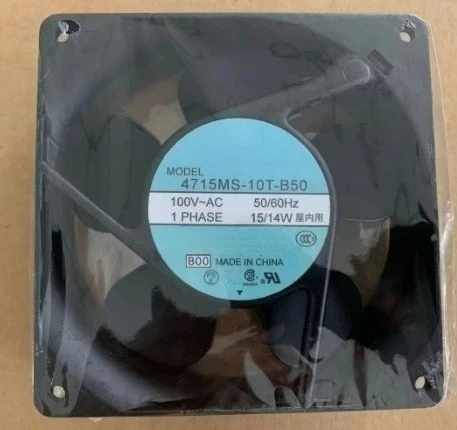 MODEL
4715MS-10T-B50
100V~AC 50/60Hz
1 PHASE 15/14W 屋内用
B00 MADE IN CHINA